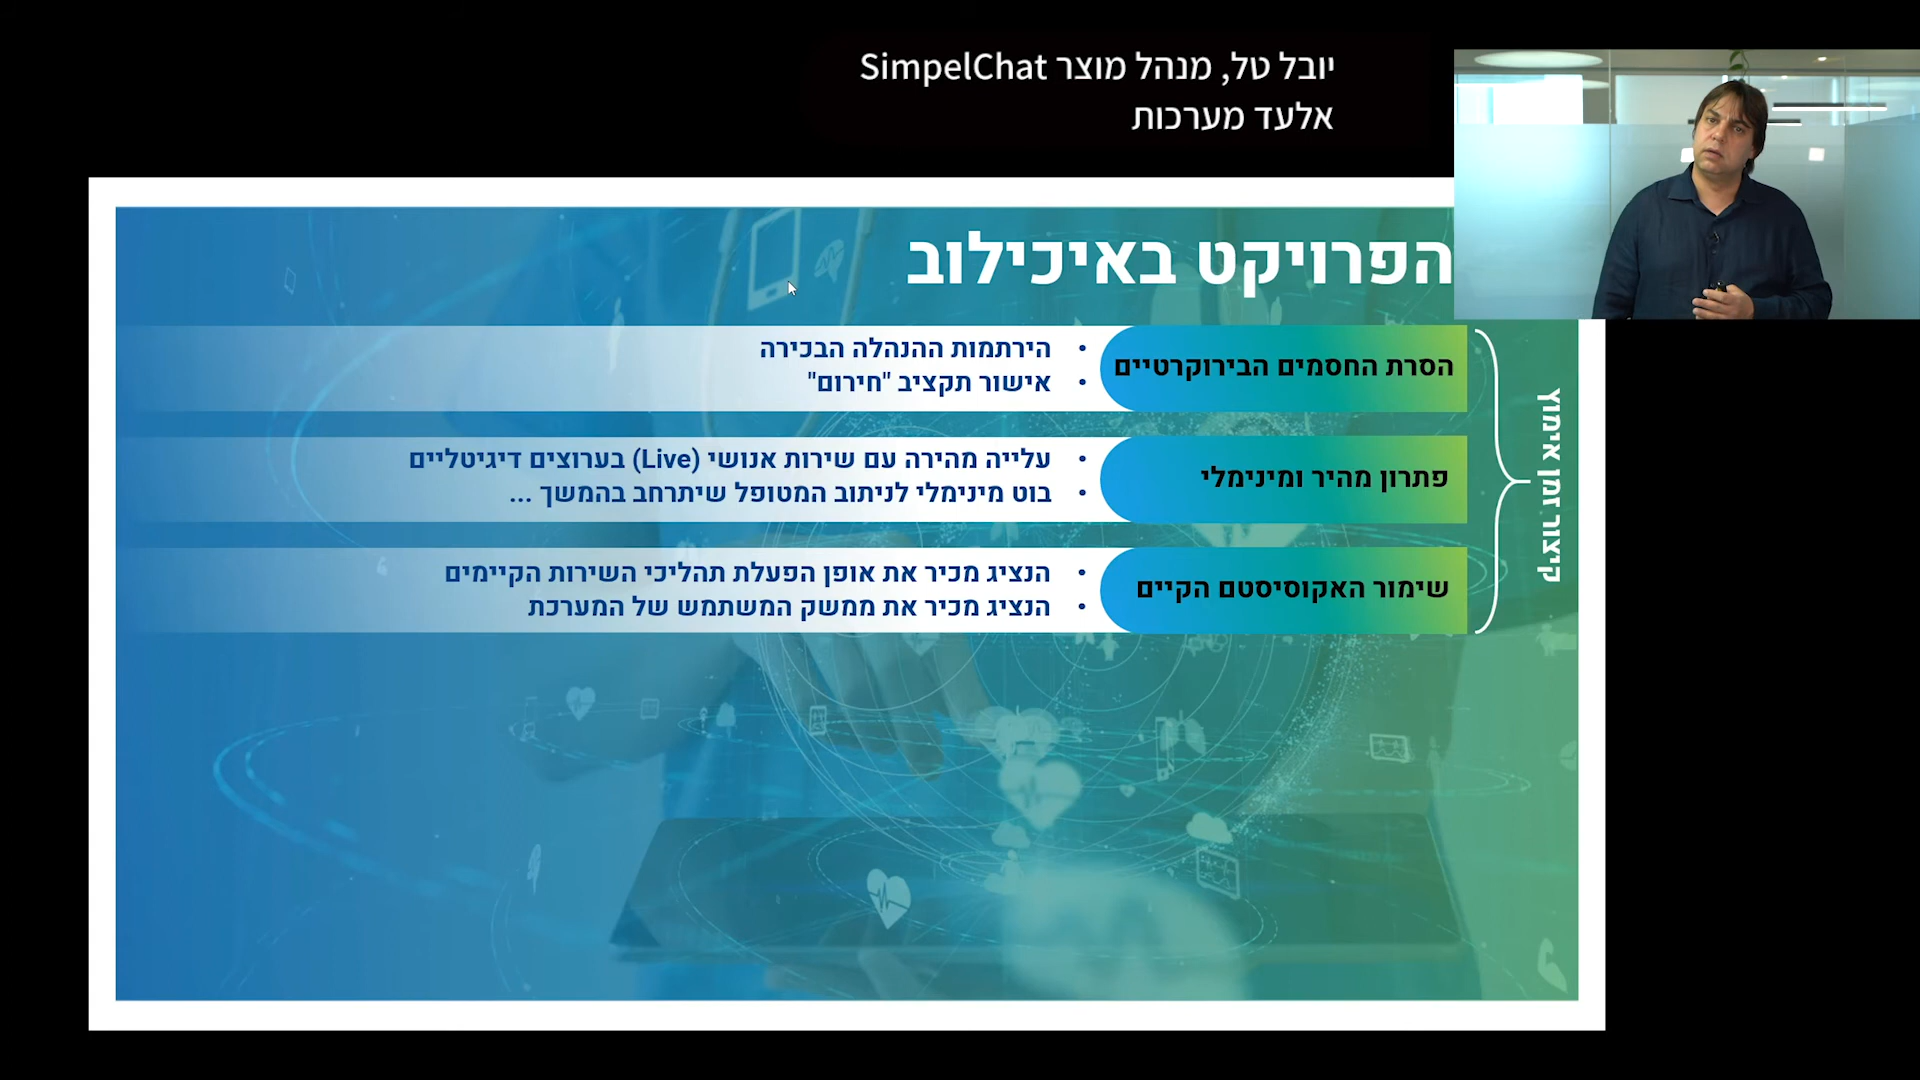 יובל טל, מנהל מוצר SimpelChat
אלעד מערכות
הפרויקט באיכילוב
קיצור זמן אימוץ
הסרת החסמים הבירוקרטיים
• הירתמות ההנהלה הבכירה
• אישור תקציב "חירום"
פתרון מהיר ומינימלי
• עלייה מהירה עם שירות אנושי (Live) בערוצים דיגיטליים
• בוט מינימלי לניתוב המטופל שיתרחב בהמשך ...
שימור האקוסיסטם הקיים
• הנציג מכיר את אופן הפעלת תהליכי השירות הקיימים
• הנציג מכיר את ממשק המשתמש של המערכת